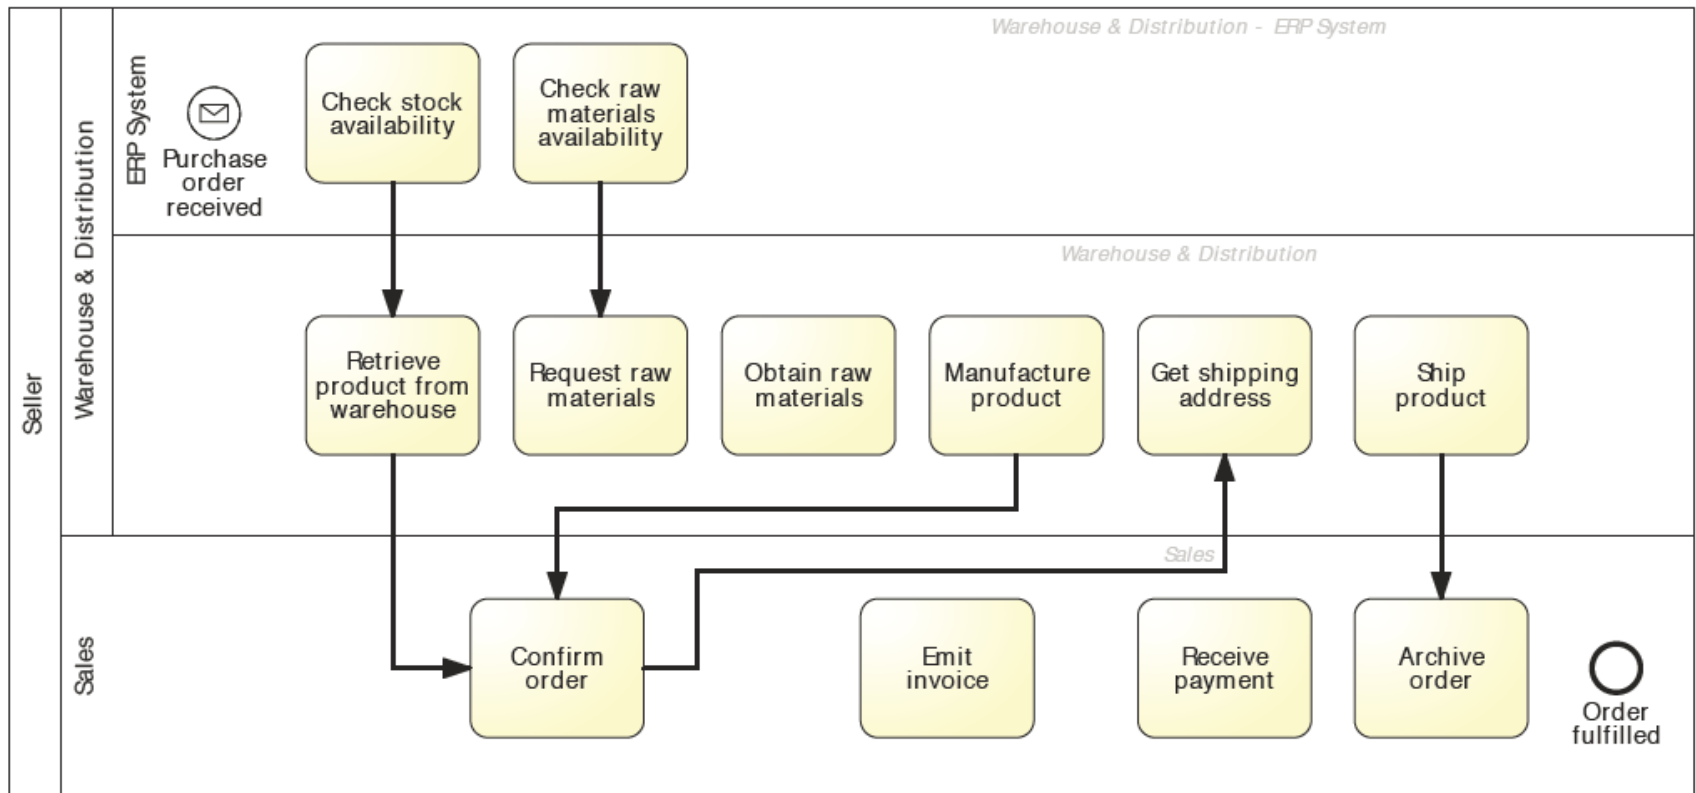 Seller
Warehouse & Distribution
ERP System
Warehouse & Distribution - ERP System
Purchase
order
received
Check stock
availability
Check raw
materials
availability
Warehouse & Distribution
Retrieve
product from
warehouse
Request raw
materials
Obtain raw
materials
Manufacture
product
Get shipping
address
Ship
product
Sales
Sales
Confirm
order
Emit
invoice
Receive
payment
Archive
order
Order
fulfilled